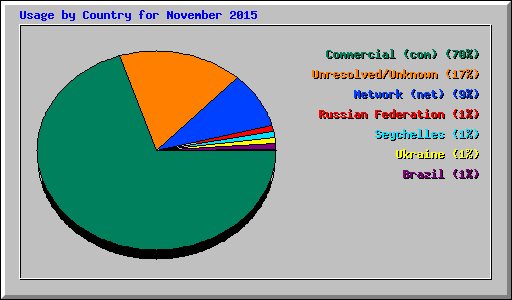 Usage by Country for November 2015
Commercial (com) (70%)
Unresolved/Unknown (17%)
Network (net) (9%)
Russian Federation (1%)
Seychelles (1%)
Ukraine (1%)
Brazil (1%)